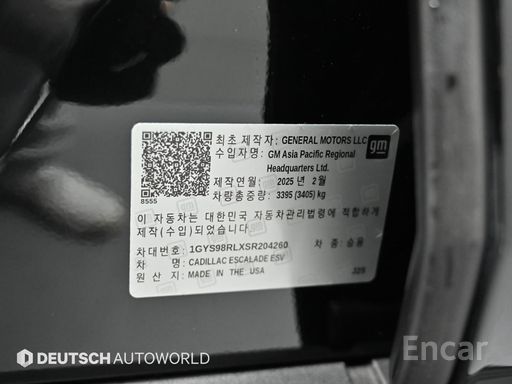 최초 제작자: GENERAL MOTORS LLC
수입자명: GM Asia Pacific Regional
Headquarters Ltd.
gm
제작연월: 2025 년 2월
차량총중량: 3395 (3405) kg
8555
이 자동차는 대한민국 자동차관리법령에 적합하게
제작(수입)되었습니다.
차대번호: 1GYS98RLXSR204260
차 종: 승용
차 명: CADILLAC ESCALADE ESV
원 산 지: MADE IN THE USA
325
DEUTSCH AUTOWORLD
Encar